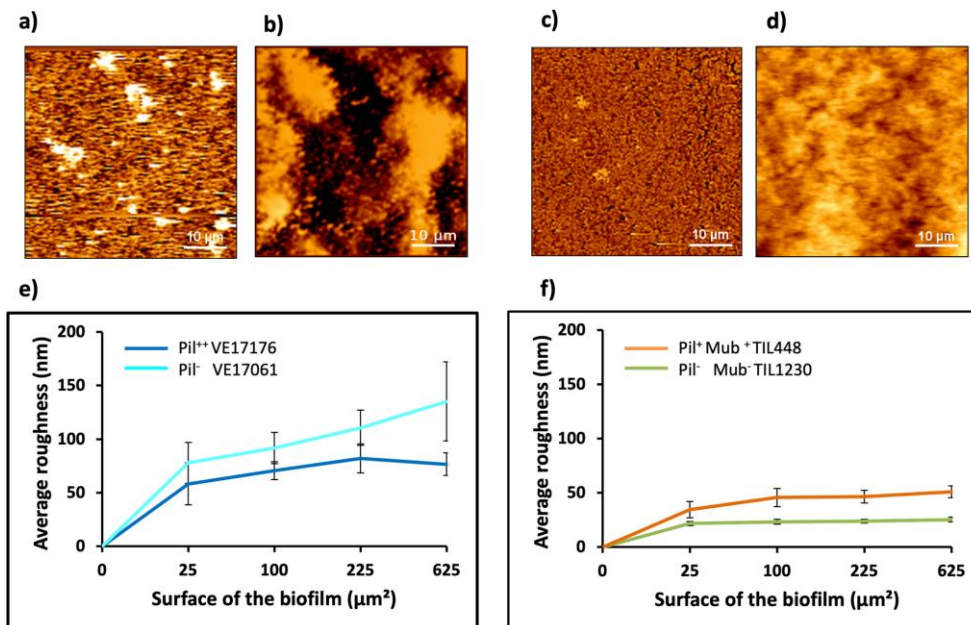 a)
b)
c)
d)
10 µm
10 µm
10 µm
10 µm
e)
f)
200
150
100
50
0
Pil⁺⁺ VE17176
Pil⁻ VE17061
0
25
100
225
625
Average roughness (nm)
Surface of the biofilm (µm²)
200
150
100
50
0
Pil⁺ Mub ⁺ TIL448
Pil⁻ Mub⁻ TIL1230
0
25
100
225
625
Average roughness (nm)
Surface of the biofilm (µm²)